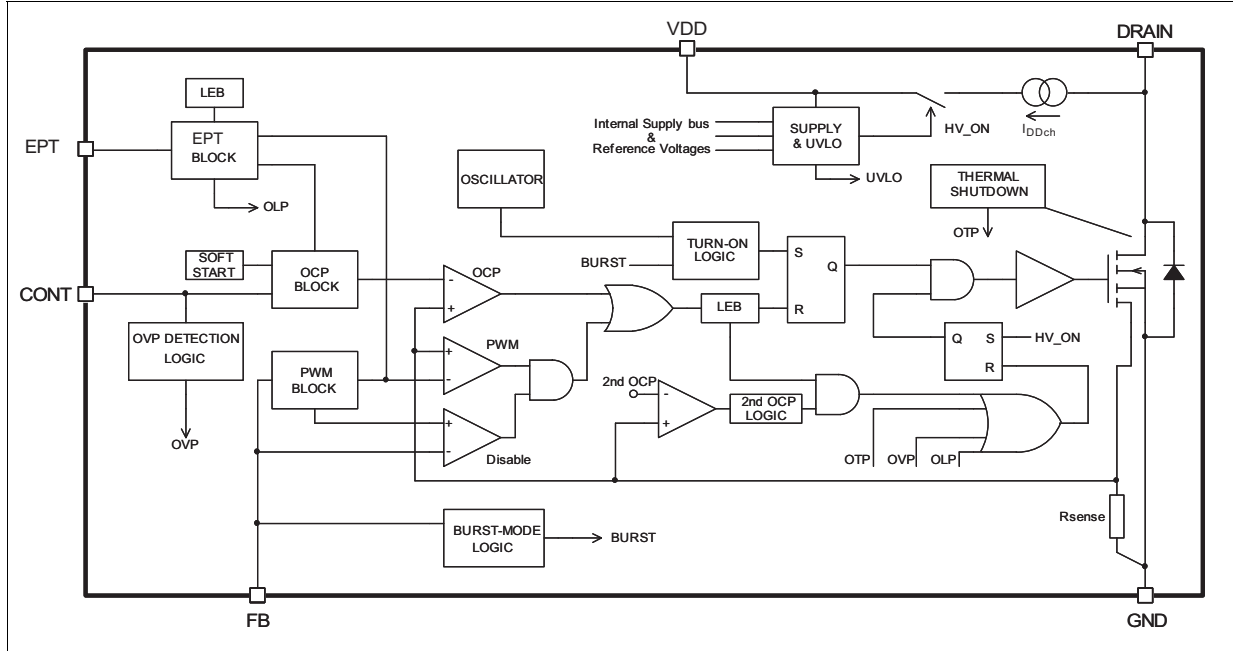 VDD
DRAIN
LEB
EPT
EPT
BLOCK
OLP
Internal Supply bus
&
Reference Voltages
SUPPLY
& UVLO
HV_ON
IDDch
UVLO
OSCILLATOR
THERMAL
SHUTDOWN
OTP
SOFT
START
OCP
BLOCK
CONT
OCP
-
+
BURST
TURN-ON
LOGIC
S
Q
R
LEB
OVP DETECTION
LOGIC
OVP
PWM
BLOCK
PWM
+
-
+
-
Disable
2nd OCP
-
+
2nd OCP
LOGIC
Q
S
R
HV_ON
OTP
OVP
OLP
Rsense
BURST-MODE
LOGIC
BURST
FB
GND